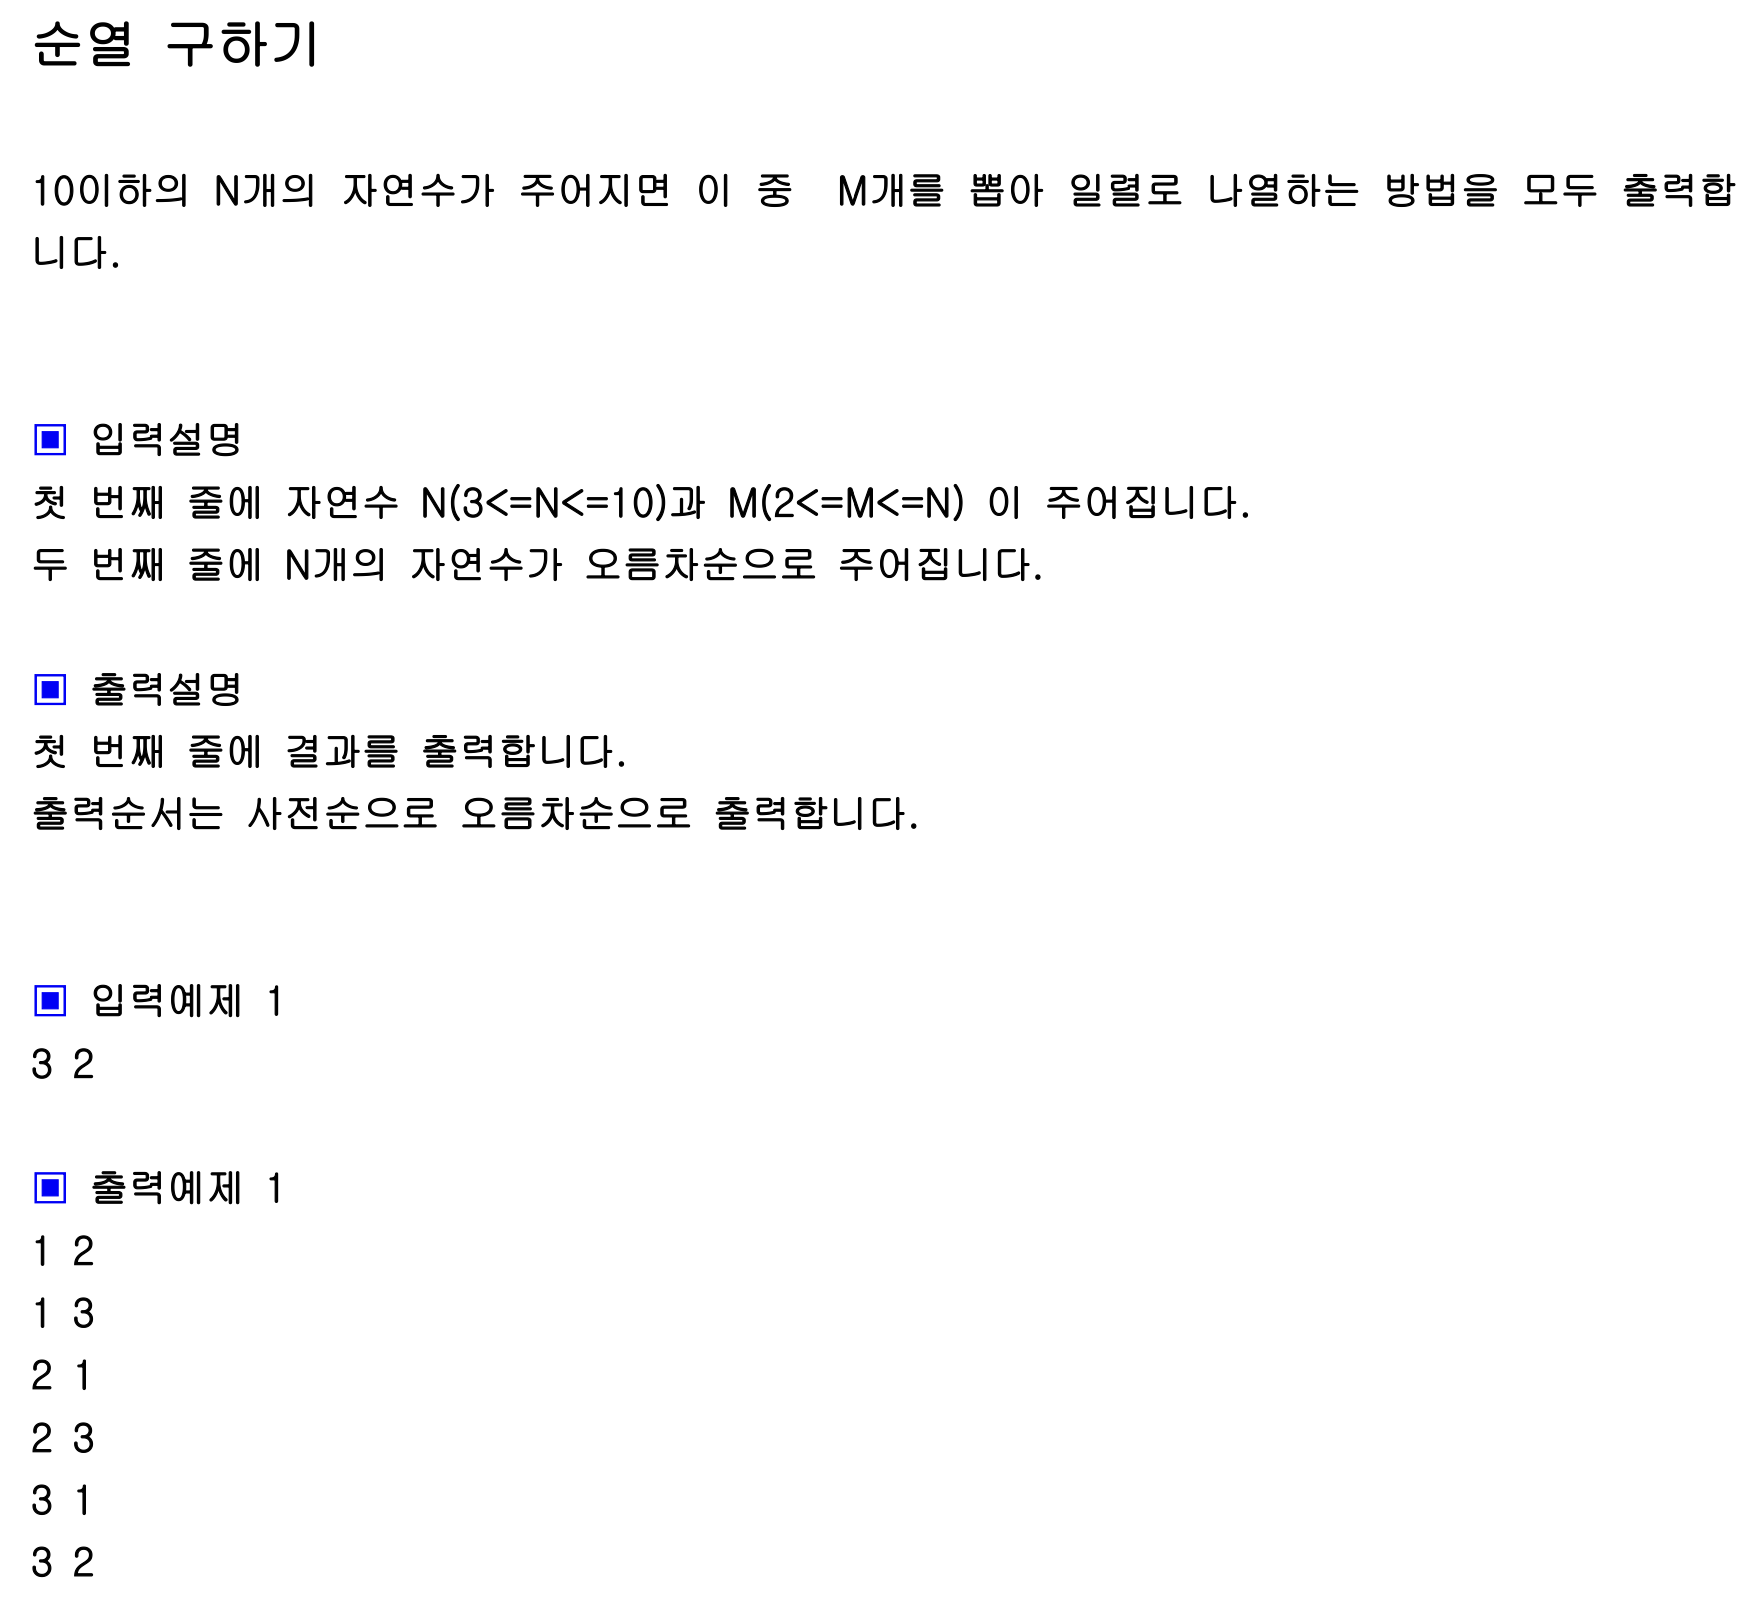 순열 구하기
10이하의 N개의 자연수가 주어지면 이 중  M개를 뽑아 일렬로 나열하는 방법을 모두 출력합
니다.
▣ 입력설명
첫 번째 줄에 자연수 N(3<=N<=10)과 M(2<=M<=N) 이 주어집니다.
두 번째 줄에 N개의 자연수가 오름차순으로 주어집니다.
▣ 출력설명
첫 번째 줄에 결과를 출력합니다.
출력순서는 사전순으로 오름차순으로 출력합니다.
▣ 입력예제 1
3 2
▣ 출력예제 1
1 2
1 3
2 1
2 3
3 1
3 2